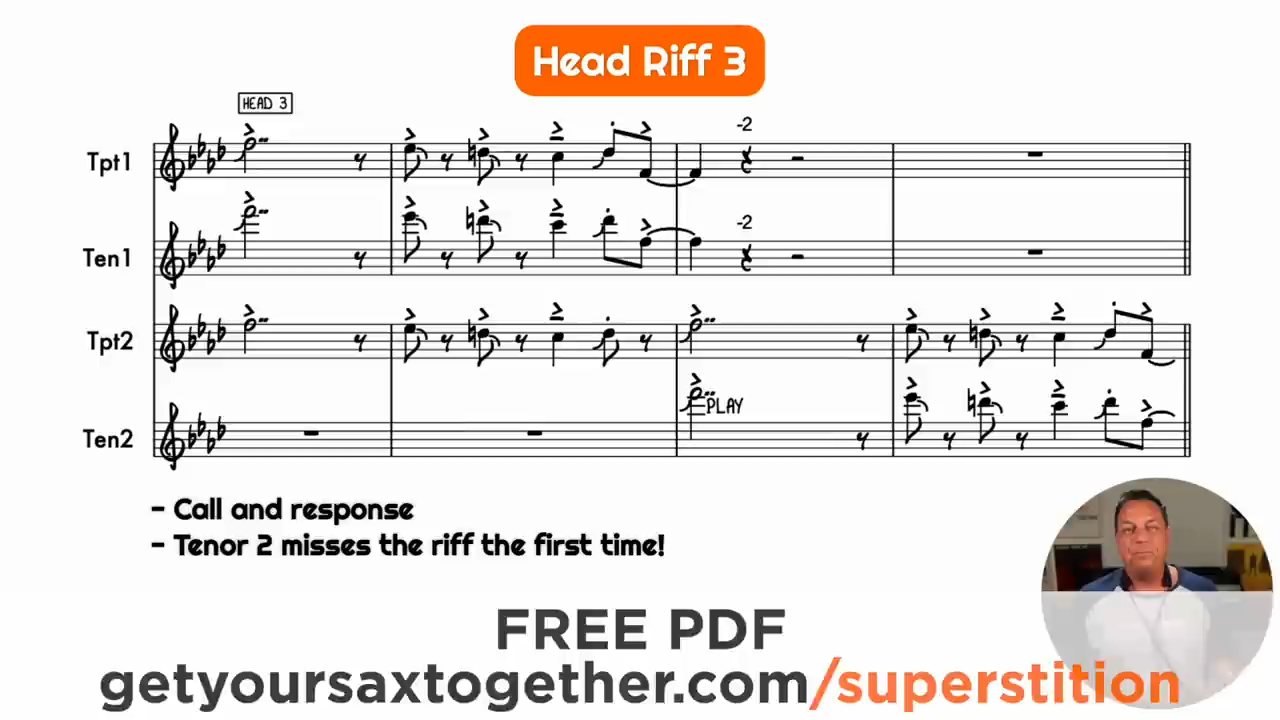 Head Riff 3
HEAD 3
Tpt1
-2
Ten1
-2
Tpt2
Ten2
PLAY
- Call and response
- Tenor 2 misses the riff the first time!
FREE PDF
getyoursaxtogether.com/superstition